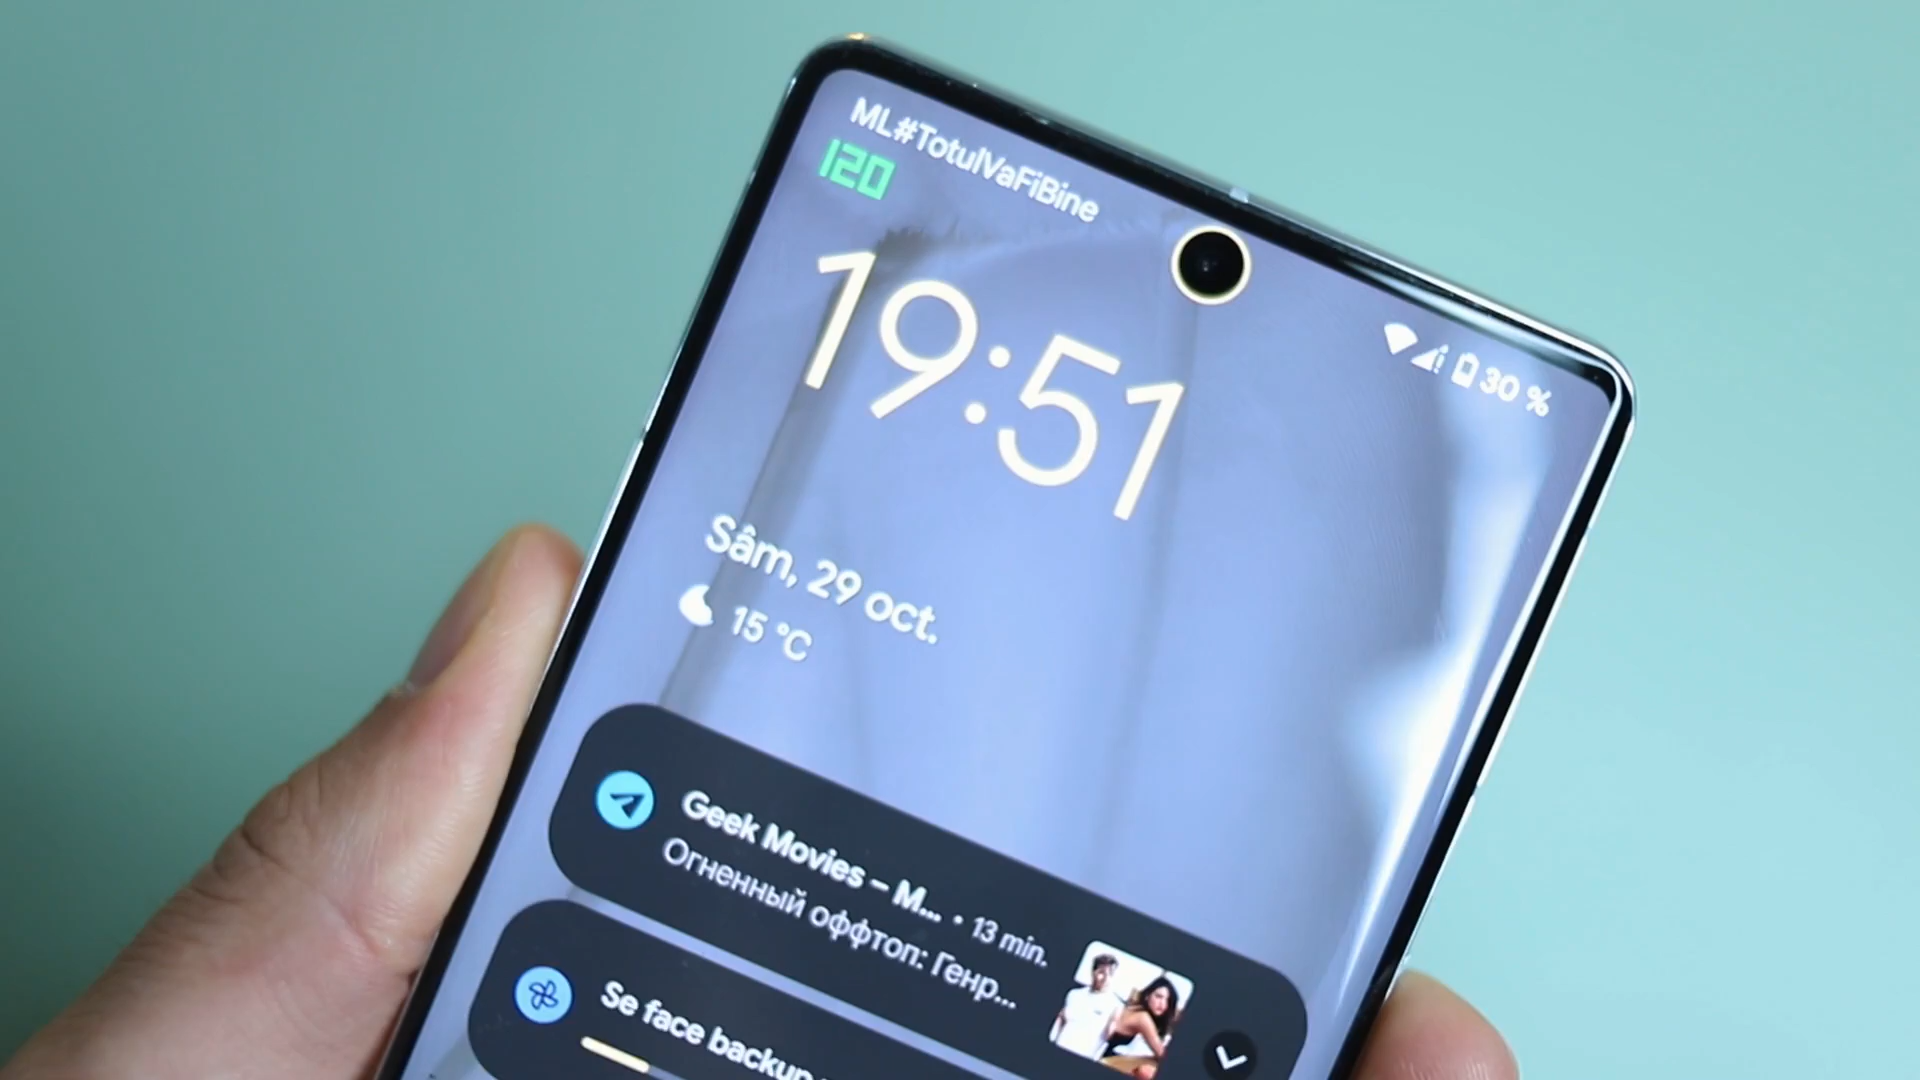 ML#TotulVaFiBine
120
30 %
19:51
Sâm, 29 oct.
15 °C
Geek Movies – M... • 13 min.
Огненный оффтоп: Генр...
Se face backup